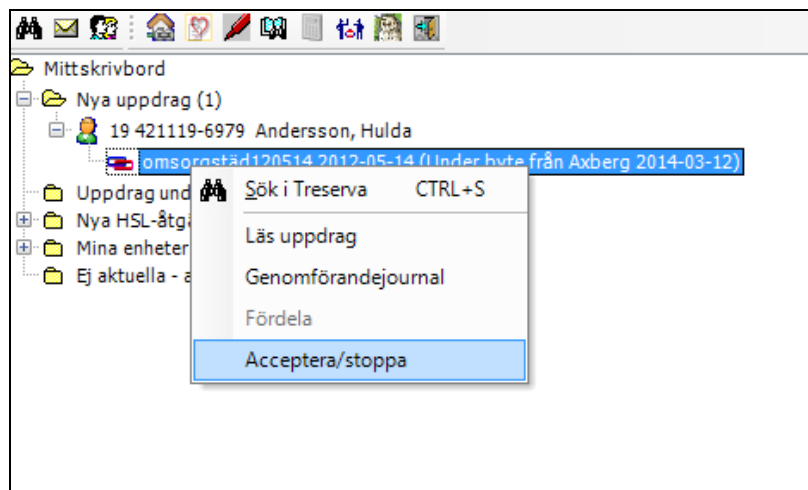 Mittskrivbord
Nya uppdrag (1)
19 421119-6979 Andersson, Hulda
omsorgstäd120514 2012-05-14 (Under byte från Axberg 2014-03-12)
Uppdrag und
Sök i Treserva CTRL+S
Nya HSL-åtgä
Läs uppdrag
Mina enheter
Genomförandejournal
Ej aktuella - a
Fördela
Acceptera/stoppa